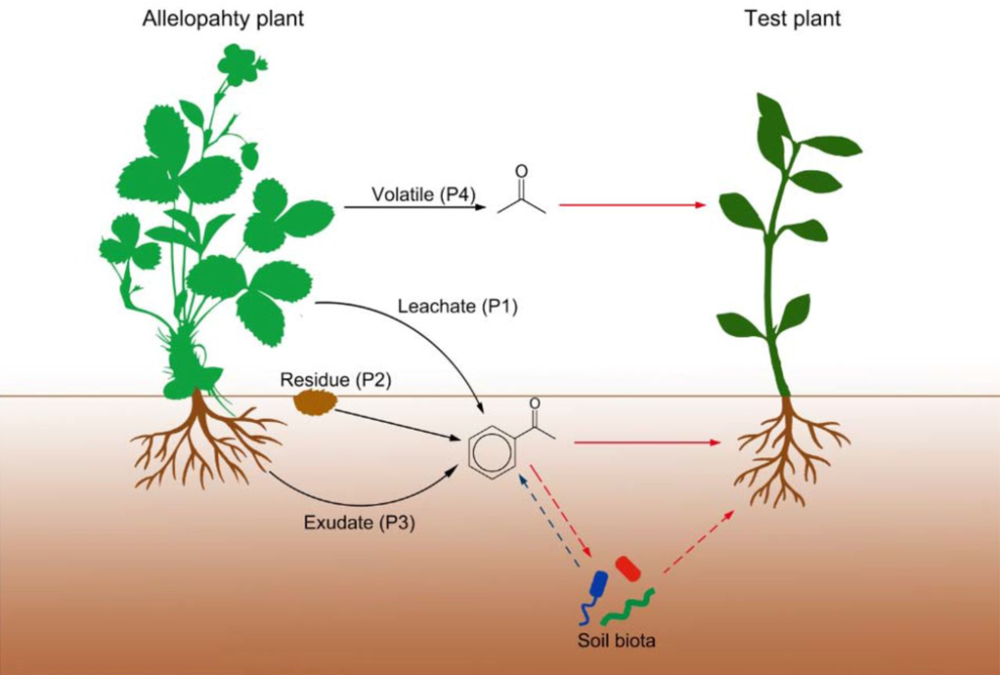 Allelopahty plant
Test plant
O
Volatile (P4)
Leachate (P1)
Residue (P2)
O
Exudate (P3)
Soil biota